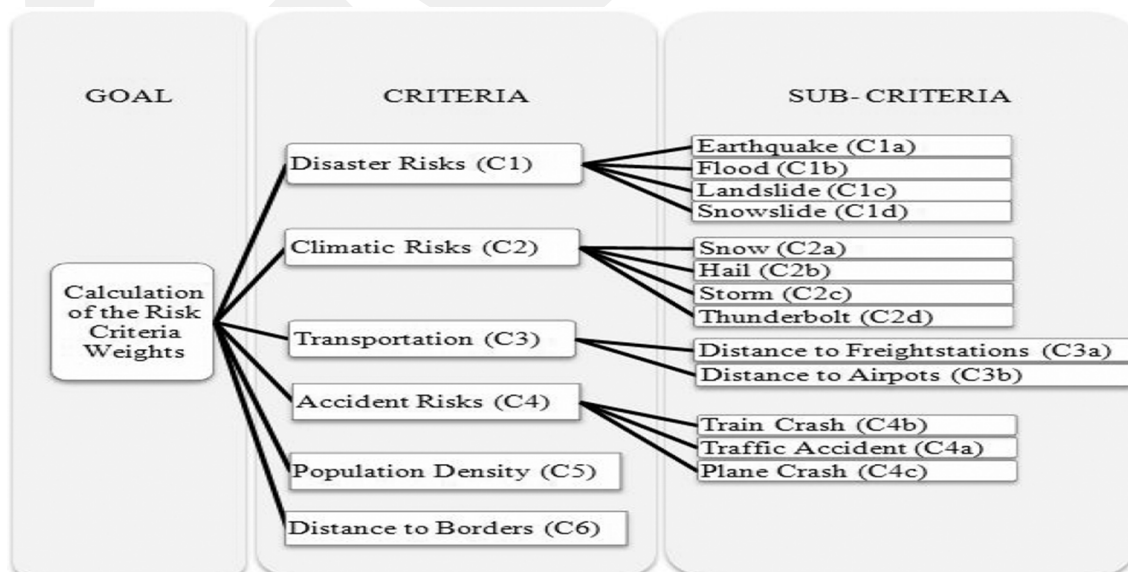 GOAL
CRITERIA
SUB- CRITERIA
Calculation
of the Risk
Criteria
Weights
Disaster Risks (C1)
Climatic Risks (C2)
Transportation (C3)
Accident Risks (C4)
Population Density (C5)
Distance to Borders (C6)
Earthquake (C1a)
Flood (C1b)
Landslide (C1c)
Snowslide (C1d)
Snow (C2a)
Hail (C2b)
Storm (C2c)
Thunderbolt (C2d)
Distance to Freightstations (C3a)
Distance to Airpots (C3b)
Train Crash (C4b)
Traffic Accident (C4a)
Plane Crash (C4c)